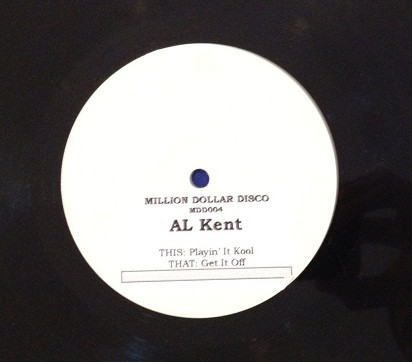 MILLION DOLLAR DISCO
MDD004
AL Kent
THIS: Playin' It Kool
THAT: Get It Off